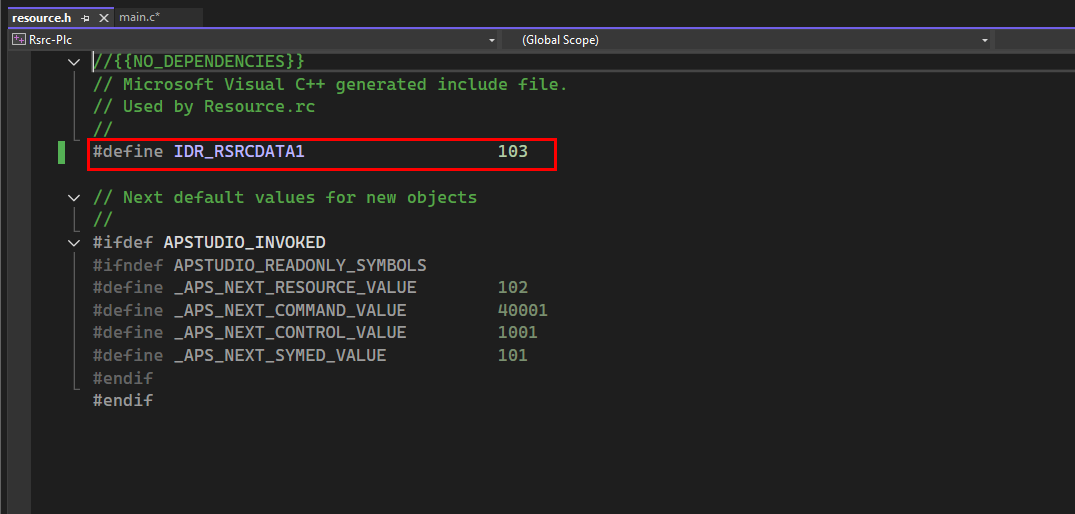 resource.h main.c*
Rsrc-Plc (Global Scope)
//{{NO_DEPENDENCIES}}
// Microsoft Visual C++ generated include file.
// Used by Resource.rc
//
#define IDR_RSRCDATA1 103
// Next default values for new objects
//
#ifdef APSTUDIO_INVOKED
#ifndef APSTUDIO_READONLY_SYMBOLS
#define _APS_NEXT_RESOURCE_VALUE 102
#define _APS_NEXT_COMMAND_VALUE 40001
#define _APS_NEXT_CONTROL_VALUE 1001
#define _APS_NEXT_SYMED_VALUE 101
#endif
#endif